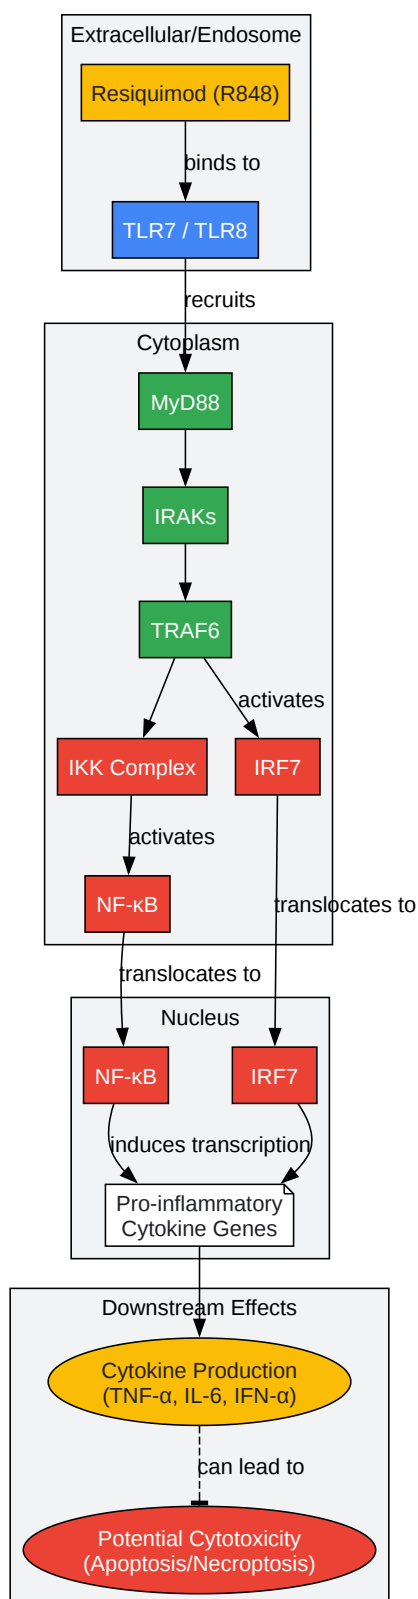 Extracellular/Endosome
Resiquimod (R848)
binds to
TLR7 / TLR8
recruits
Cytoplasm
MyD88
IRAKs
TRAF6
activates
IKK Complex
IRF7
activates
NF-κB
translocates to
translocates to
Nucleus
NF-κB
IRF7
induces transcription
Pro-inflammatory
Cytokine Genes
Downstream Effects
Cytokine Production
(TNF-α, IL-6, IFN-α)
can lead to
Potential Cytotoxicity
(Apoptosis/Necroptosis)